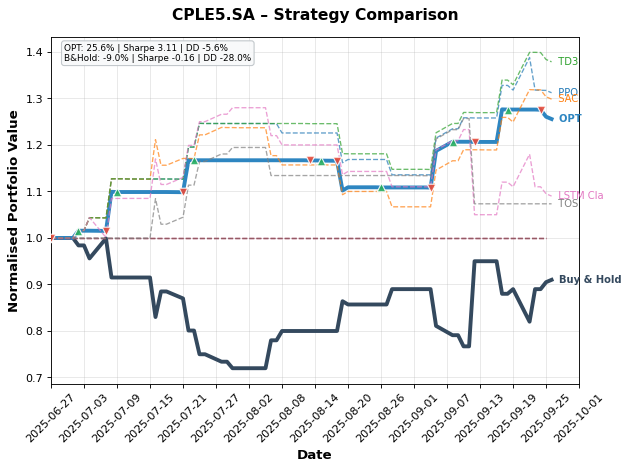 CPLE5.SA – Strategy Comparison
OPT: 25.6% | Sharpe 3.11 | DD -5.6%
B&Hold: -9.0% | Sharpe -0.16 | DD -28.0%
Normalised Portfolio Value
1.4
1.3
1.2
1.1
1.0
0.9
0.8
0.7
TD3
PPO
SAC
OPT
LSTM Cla
TOS
Buy & Hold
2025-06-27
2025-07-03
2025-07-09
2025-07-15
2025-07-21
2025-07-27
2025-08-02
2025-08-08
2025-08-14
2025-08-20
2025-08-26
2025-09-01
2025-09-07
2025-09-13
2025-09-19
2025-09-25
2025-10-01
Date